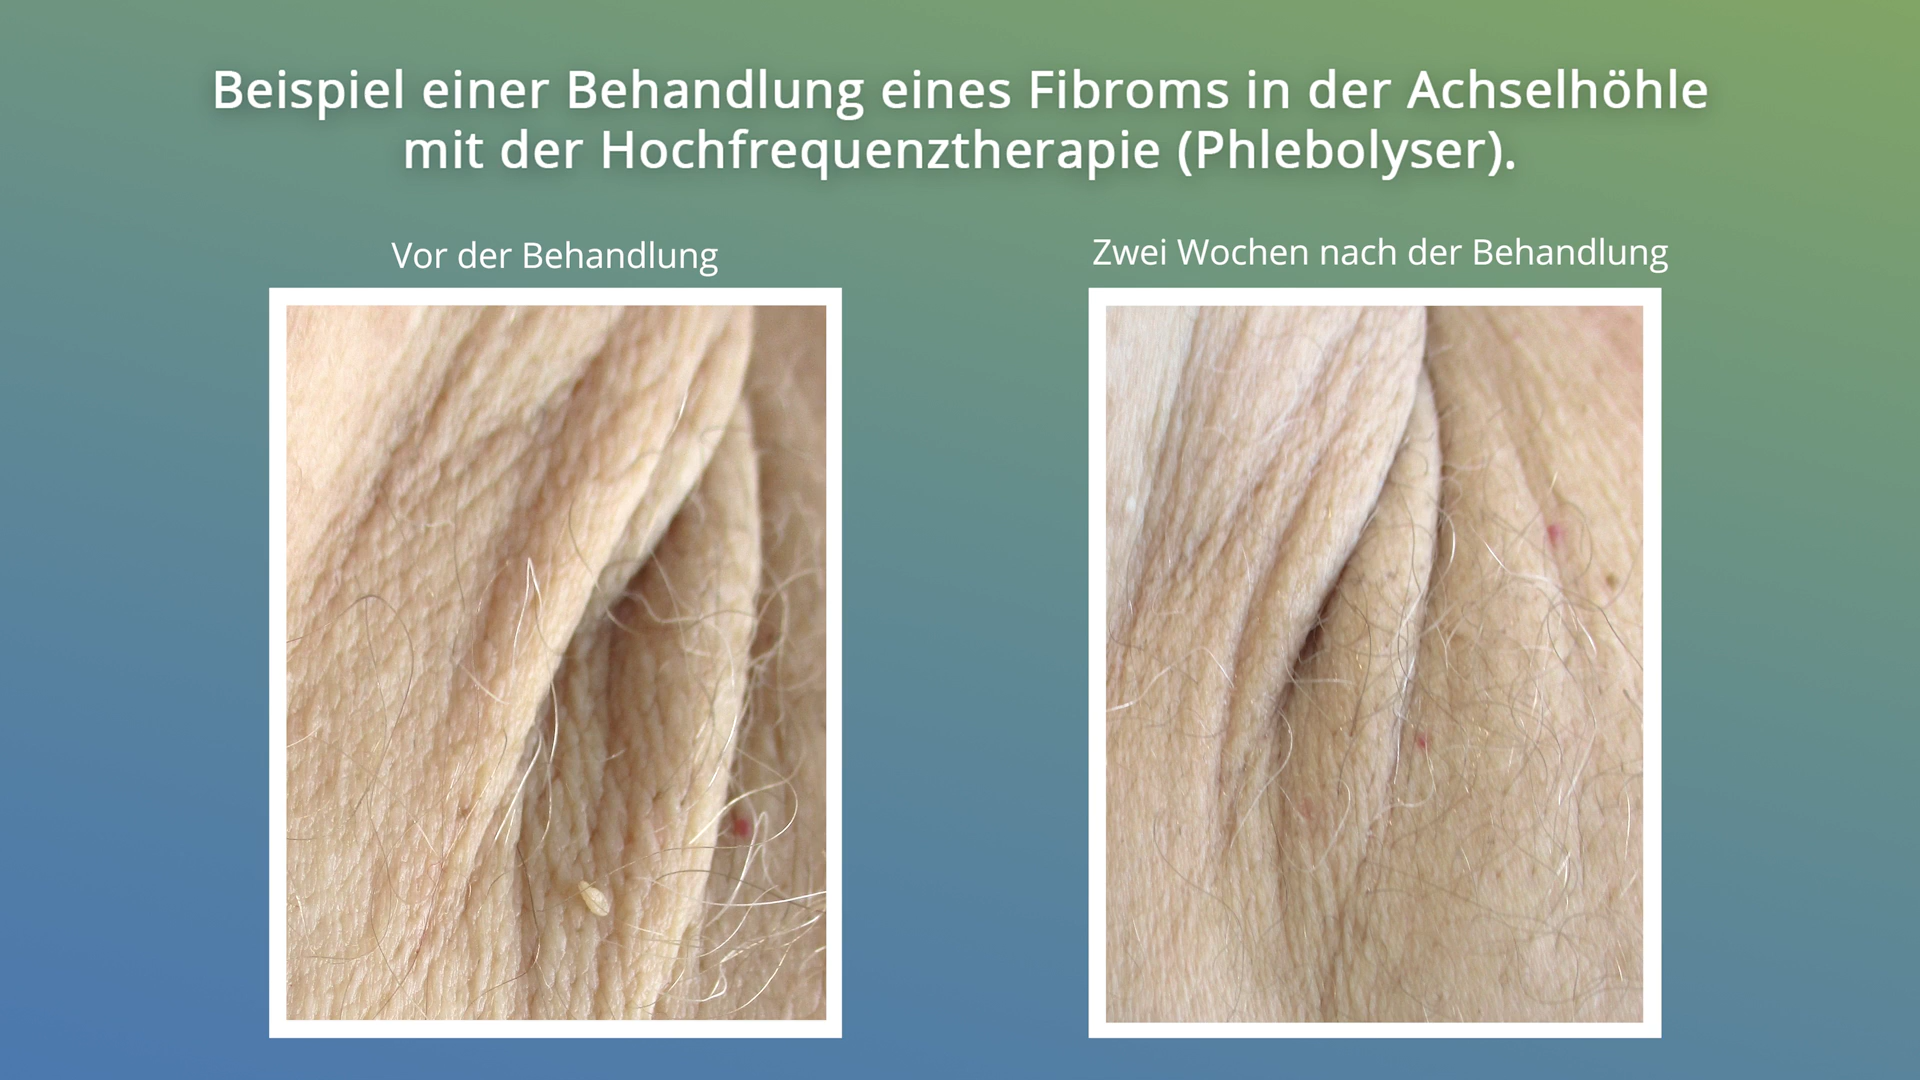 Beispiel einer Behandlung eines Fibroms in der Achselhöhle
mit der Hochfrequenztherapie (Phlebolyser).
Vor der Behandlung
Zwei Wochen nach der Behandlung